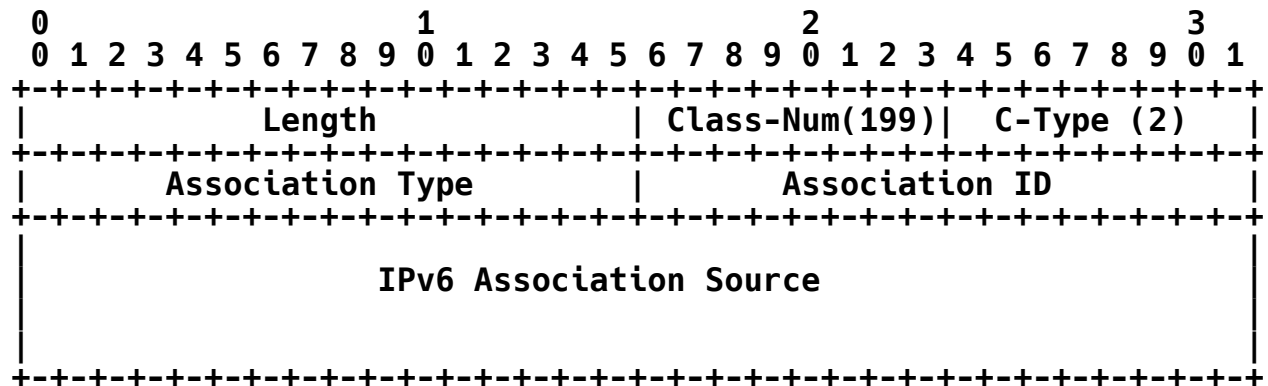 0                   1                   2                   3
 0 1 2 3 4 5 6 7 8 9 0 1 2 3 4 5 6 7 8 9 0 1 2 3 4 5 6 7 8 9 0 1
+-+-+-+-+-+-+-+-+-+-+-+-+-+-+-+-+-+-+-+-+-+-+-+-+-+-+-+-+-+-+-+-+
|            Length             | Class-Num(199)|  C-Type (2)   |
+-+-+-+-+-+-+-+-+-+-+-+-+-+-+-+-+-+-+-+-+-+-+-+-+-+-+-+-+-+-+-+-+
|       Association Type        |       Association ID          |
+-+-+-+-+-+-+-+-+-+-+-+-+-+-+-+-+-+-+-+-+-+-+-+-+-+-+-+-+-+-+-+-+
|                                                               |
|                  IPv6 Association Source                      |
|                                                               |
|                                                               |
+-+-+-+-+-+-+-+-+-+-+-+-+-+-+-+-+-+-+-+-+-+-+-+-+-+-+-+-+-+-+-+-+